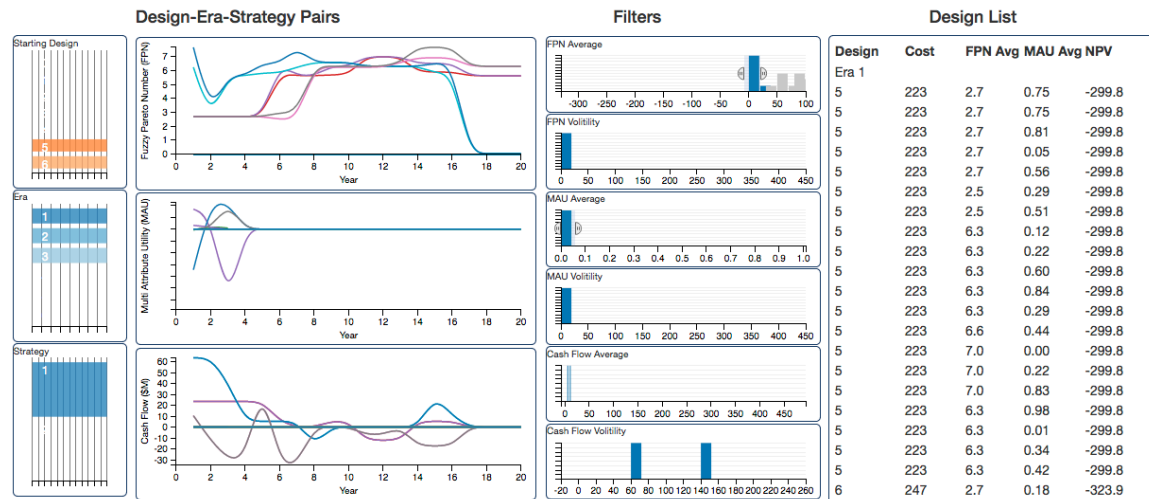 Design-Era-Strategy Pairs
Filters
Design List
Starting Design
5
6
Era
1
2
3
Strategy
1
Fuzzy Pareto Number (FPN)
7
6
5
4
3
2
1
0
0 2 4 6 8 10 12 14 16 18 20
Year
Multi Attribute Utility (MAU)
0 2 4 6 8 10 12 14 16 18 20
Year
Cash Flow ($M)
60
50
40
30
20
10
0
-10
-20
-30
0 2 4 6 8 10 12 14 16 18 20
Year
FPN Average
-300 -250 -200 -150 -100 -50 0 50 100
FPN Volitility
0 50 100 150 200 250 300 350 400 450
MAU Average
0.0 0.1 0.2 0.3 0.4 0.5 0.6 0.7 0.8 0.9 1.0
MAU Volitility
0 50 100 150 200 250 300 350 400 450
Cash Flow Average
0 50 100 150 200 250 300 350 400 450
Cash Flow Volitility
-20 0 20 40 60 80 100 120 140 160 180 200 220 240 260
Design Cost FPN Avg MAU Avg NPV
Era 1
5 223 2.7 0.75 -299.8
5 223 2.7 0.75 -299.8
5 223 2.7 0.81 -299.8
5 223 2.7 0.05 -299.8
5 223 2.7 0.56 -299.8
5 223 2.5 0.29 -299.8
5 223 2.5 0.51 -299.8
5 223 6.3 0.12 -299.8
5 223 6.3 0.22 -299.8
5 223 6.3 0.60 -299.8
5 223 6.3 0.84 -299.8
5 223 6.3 0.29 -299.8
5 223 6.6 0.44 -299.8
5 223 7.0 0.00 -299.8
5 223 7.0 0.22 -299.8
5 223 7.0 0.83 -299.8
5 223 6.3 0.98 -299.8
5 223 6.3 0.01 -299.8
5 223 6.3 0.34 -299.8
5 223 6.3 0.42 -299.8
6 247 2.7 0.18 -323.9